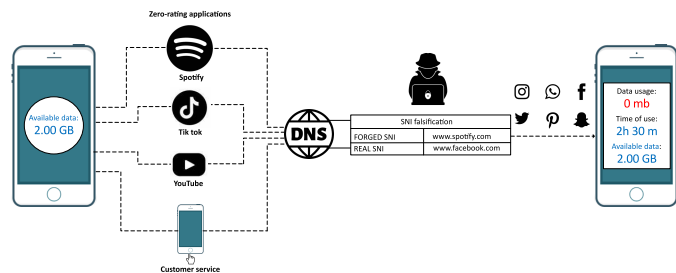 Zero-rating applications
Spotify
Available data:
2.00 GB
Tik tok
YouTube
Customer service
DNS
SNI falsification
FORGED SNI www.spotify.com
REAL SNI www.facebook.com
Data usage:
0 mb
Time of use:
2h 30 m
Available data:
2.00 GB